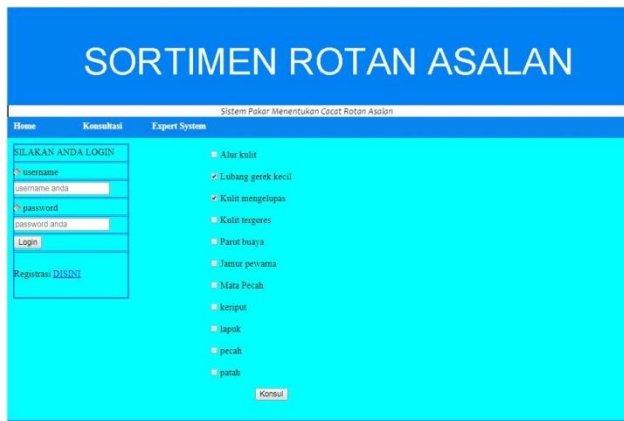 SORTIMEN ROTAN ASALAN
Sistem Pakar Menentukan Cacat Rotan Asalan
Home Konsultasi Expert System
SILAKAN ANDA LOGIN
username
username anda
password
password anda
Login
Registrasi DISINI
Alur kulit
Lubang gerek kecil
Kulit mengelupas
Kulit tergores
Parut buaya
Jamur pewarna
Mata Pecah
keriput
lapuk
pecah
patah
Konsul